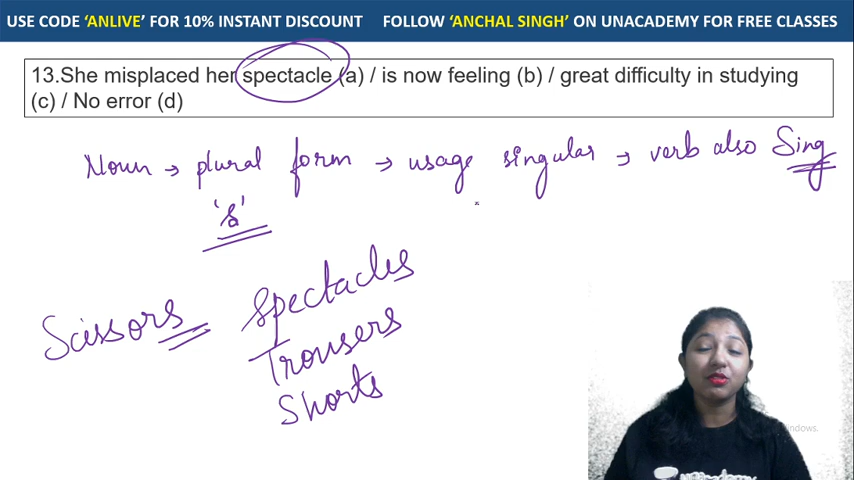 USE CODE ‘ANLIVE’ FOR 10% INSTANT DISCOUNT FOLLOW ‘ANCHAL SINGH’ ON UNACADEMY FOR FREE CLASSES
13.She misplaced her spectacle (a) / is now feeling (b) / great difficulty in studying
(c) / No error (d)
Noun → plural form → usage singular → verb also Sing
's'
Scissors Spectacles
Trousers
Shorts